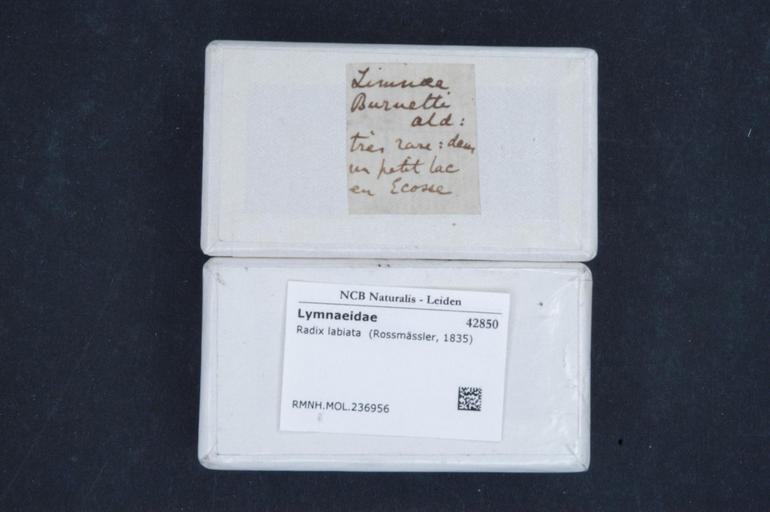 Limnae
Burnetti
ald:
très rare: dans
un petit lac
en Ecosse
NCB Naturalis - Leiden
Lymnaeidae 42850
Radix labiata (Rossmässler, 1835)
RMNH.MOL.236956